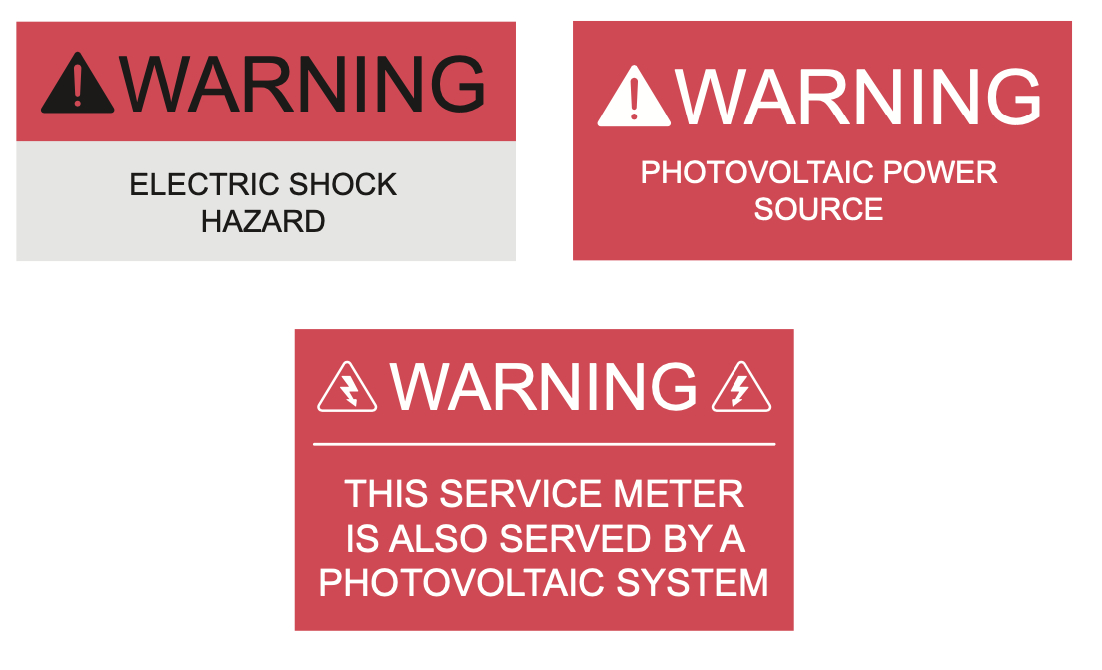 WARNING
ELECTRIC SHOCK
HAZARD
WARNING
PHOTOVOLTAIC POWER
SOURCE
WARNING
THIS SERVICE METER
IS ALSO SERVED BY A
PHOTOVOLTAIC SYSTEM